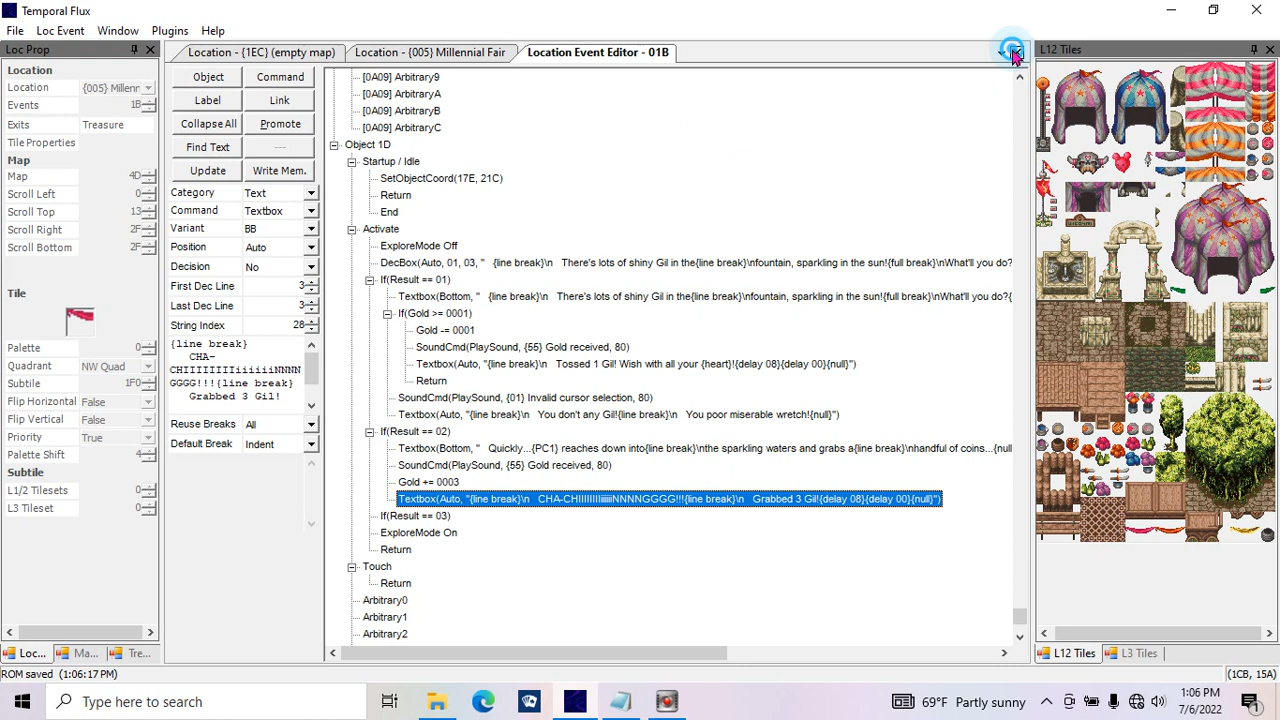 Temporal Flux
File Loc Event Window Plugins Help
Loc Prop
Location - {1EC} (empty map) Location - {005} Millennial Fair Location Event Editor - 01B
L12 Tiles
Location
Location {005} Millenn
Events 1B
Exits Treasure
Tile Properties
Map
Map 4D
Scroll Left 0
Scroll Top 13
Scroll Right 2F
Scroll Bottom 2F
Tile
Palette 0
Quadrant NW Quad
Subtile 1F0
Flip Horizontal False
Flip Vertical False
Priority True
Palette Shift 4
Subtile
L1/2 Tilesets 0
L3 Tileset 0
Loc... Ma... Tre...
Object Command
Label Link
Collapse All Promote
Find Text ---
Update Write Mem.
Category Text
Command Textbox
Variant BB
Position Auto
Decision No
First Dec Line 3
Last Dec Line 3
String Index 28
{line break}
CHA-
CHIIIIIIIIiiiiiiNNNN
GGGG!!!{line break}
Grabbed 3 Gil!
Reuse Breaks All
Default Break Indent
[0A09] Arbitrary9
[0A09] ArbitraryA
[0A09] ArbitraryB
[0A09] ArbitraryC
Object 1D
Startup / Idle
SetObjectCoord(17E, 21C)
Return
End
Activate
ExploreMode Off
DecBox(Auto, 01, 03, " {line break}\n There's lots of shiny Gil in the{line break}\nfountain, sparkling in the sun!{full break}\nWhat'll you do?
If(Result == 01)
Textbox(Bottom, " {line break}\n There's lots of shiny Gil in the{line break}\nfountain, sparkling in the sun!{full break}\nWhat'll you do?{
If(Gold >= 0001)
Gold -= 0001
SoundCmd(PlaySound, {55} Gold received, 80)
Textbox(Auto, "{line break}\n Tossed 1 Gil! Wish with all your {heart}!{delay 08}{delay 00}{null}")
Return
SoundCmd(PlaySound, {01} Invalid cursor selection, 80)
Textbox(Auto, "{line break}\n You don't any Gil!{line break}\n You poor miserable wretch!{null}")
If(Result == 02)
Textbox(Bottom, " Quickly...{PC1} reaches down into{line break}\nthe sparkling waters and grabs a{line break}\nhandful of coins...{nul
SoundCmd(PlaySound, {55} Gold received, 80)
Gold += 0003
Textbox(Auto, "{line break}\n CHA-CHIIIIIIIIiiiiiiNNNNGGGG!!!{line break}\n Grabbed 3 Gil!{delay 08}{delay 00}{null}")
If(Result == 03)
ExploreMode On
Return
Touch
Return
Arbitrary0
Arbitrary1
Arbitrary2
L12 Tiles L3 Tiles
ROM saved (1:06:17 PM)
(1CB, 15A)
Type here to search
69°F Partly sunny
1:06 PM
7/6/2022
1